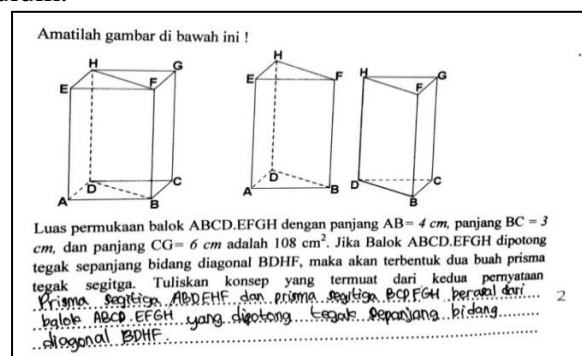 Amatilah gambar di bawah ini !
H G E F D C A B
H E F D A B
H G F D C B
Luas permukaan balok ABCD.EFGH dengan panjang AB= 4 cm, panjang BC = 3
cm, dan panjang CG= 6 cm adalah 108 cm². Jika Balok ABCD.EFGH dipotong
tegak sepanjang bidang diagonal BDHF, maka akan terbentuk dua buah prisma
tegak segitga. Tuliskan konsep yang termuat dari kedua pernyataan
Prisma segitiga ABDEHF dan prisma segitiga BCDFGH berasal dari
balok ABCD.EFGH yang dipotong tegak sepanjang bidang
diagonal BDHF
2